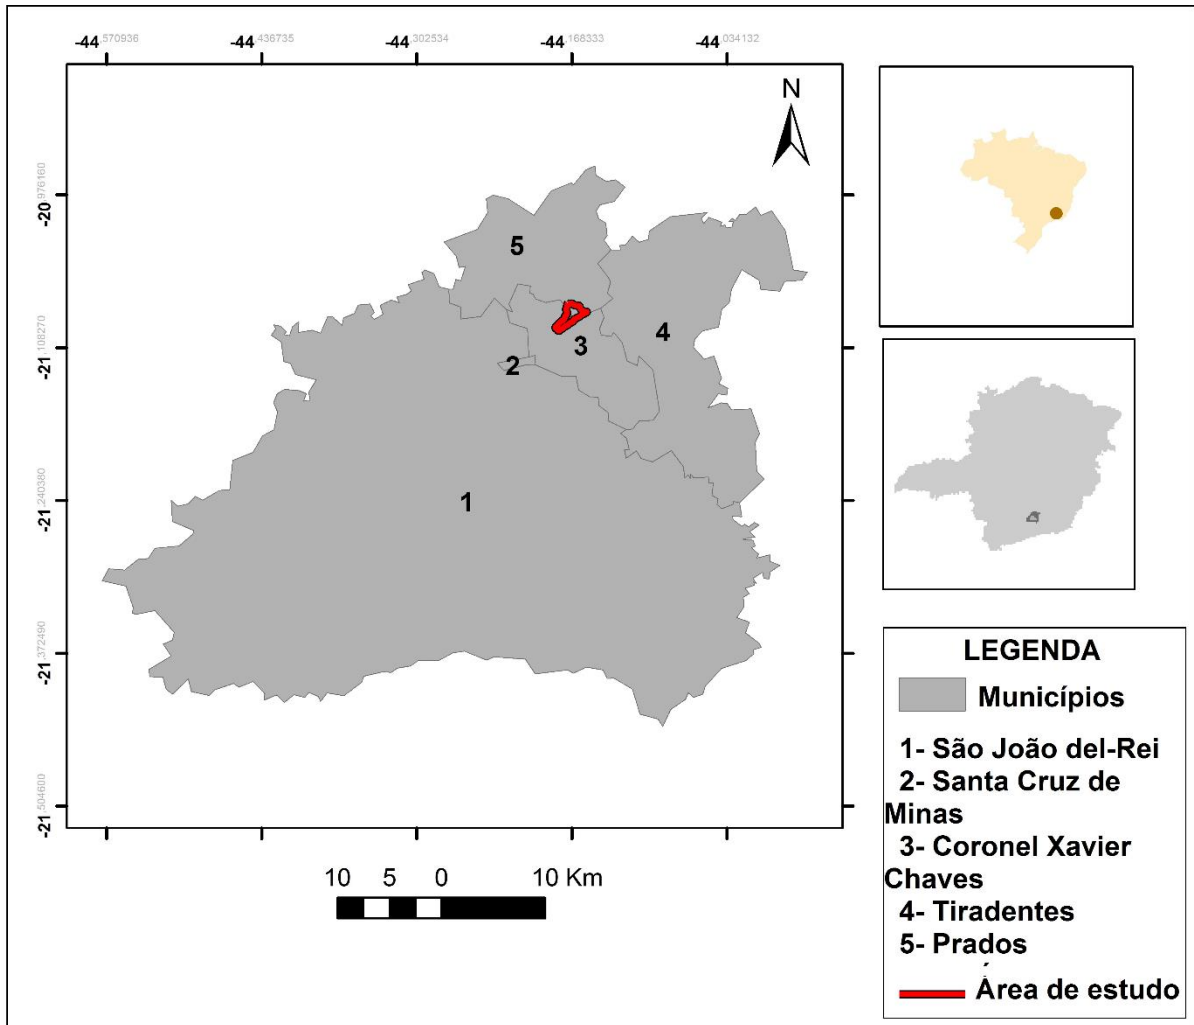 -44.570936 -44.436735 -44.302534 -44.168333 -44.034132
N
-20.976160
-21.108270
-21.240380
-21.372490
-21.504600
5
4
3
2
1
10 5 0 10 Km
LEGENDA
Municípios
1- São João del-Rei
2- Santa Cruz de
Minas
3- Coronel Xavier
Chaves
4- Tiradentes
5- Prados
Área de estudo